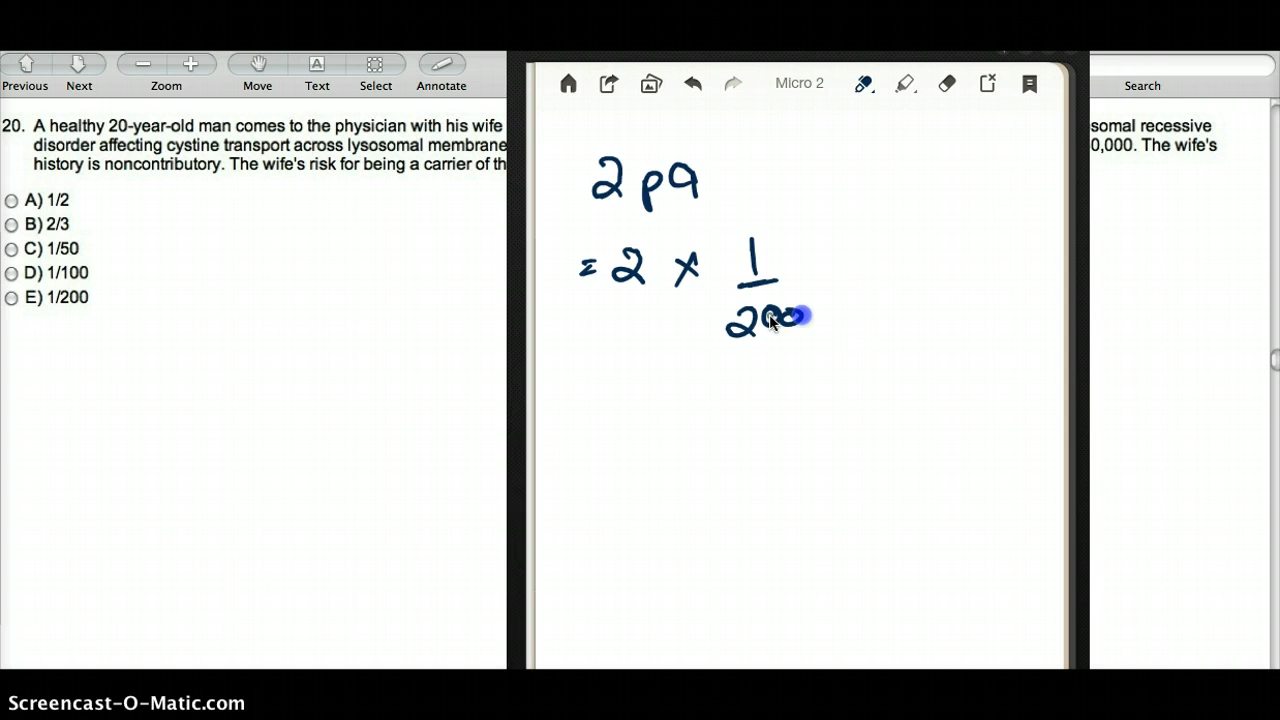 Previous Next Zoom Move Text Select Annotate Micro 2 Search
20. A healthy 20-year-old man comes to the physician with his wife somal recessive
disorder affecting cystine transport across lysosomal membrane 0,000. The wife's
history is noncontributory. The wife's risk for being a carrier of th
A) 1/2
B) 2/3
C) 1/50
D) 1/100
E) 1/200
2 pq
= 2 x 1
200
Screencast-O-Matic.com